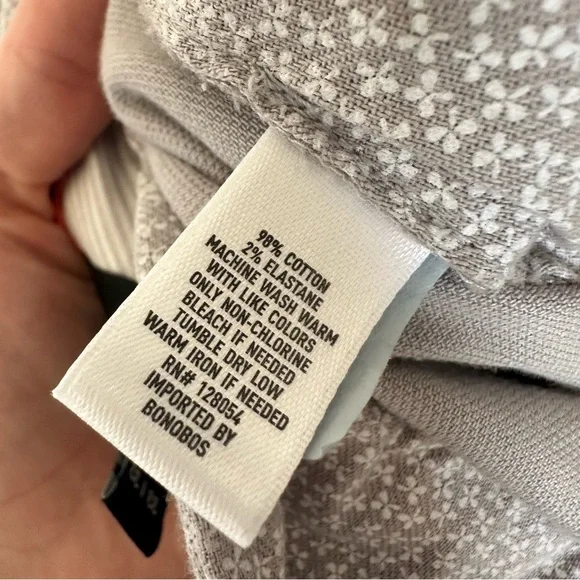 98% COTTON
2% ELASTANE
MACHINE WASH WARM
WITH LIKE COLORS
ONLY NON-CHLORINE
BLEACH IF NEEDED
TUMBLE DRY LOW
WARM IRON IF NEEDED
RN# 128054
IMPORTED BY
BONOBOS